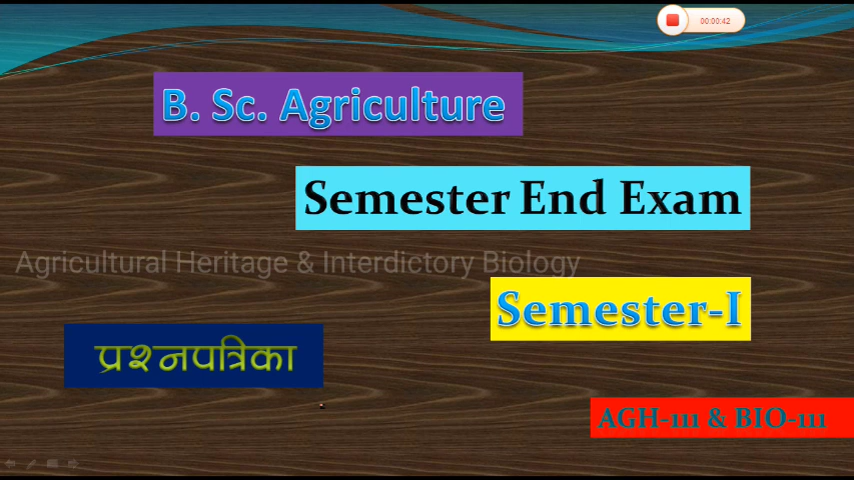 00:00:42
B. Sc. Agriculture
Semester End Exam
Agricultural Heritage & Interdictory Biology
Semester-I
प्रश्नपत्रिका
AGH-111 & BIO-111